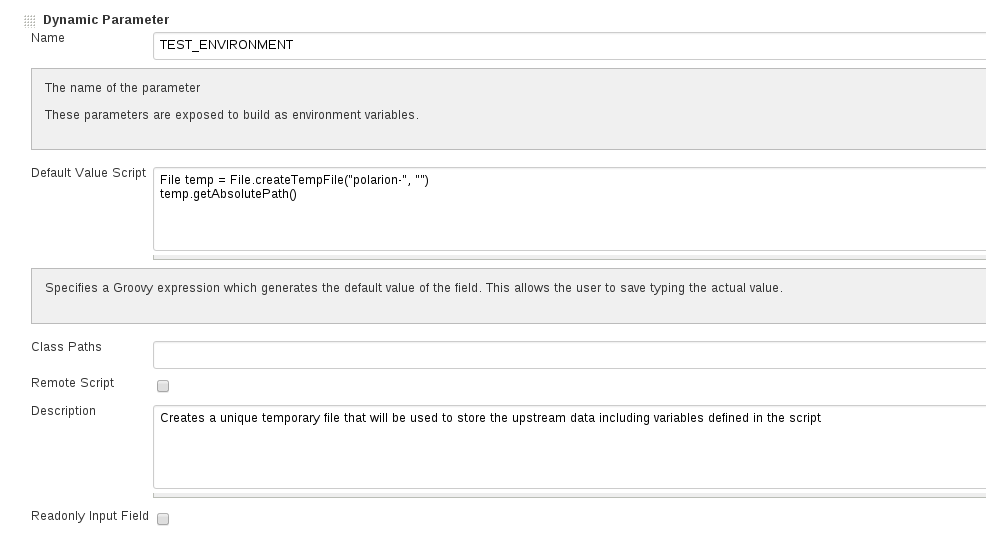 Dynamic Parameter
Name
TEST_ENVIRONMENT
The name of the parameter
These parameters are exposed to build as environment variables.
Default Value Script
File temp = File.createTempFile("polarion-", "")
temp.getAbsolutePath()
Specifies a Groovy expression which generates the default value of the field. This allows the user to save typing the actual value.
Class Paths
Remote Script
Description
Creates a unique temporary file that will be used to store the upstream data including variables defined in the script
Readonly Input Field